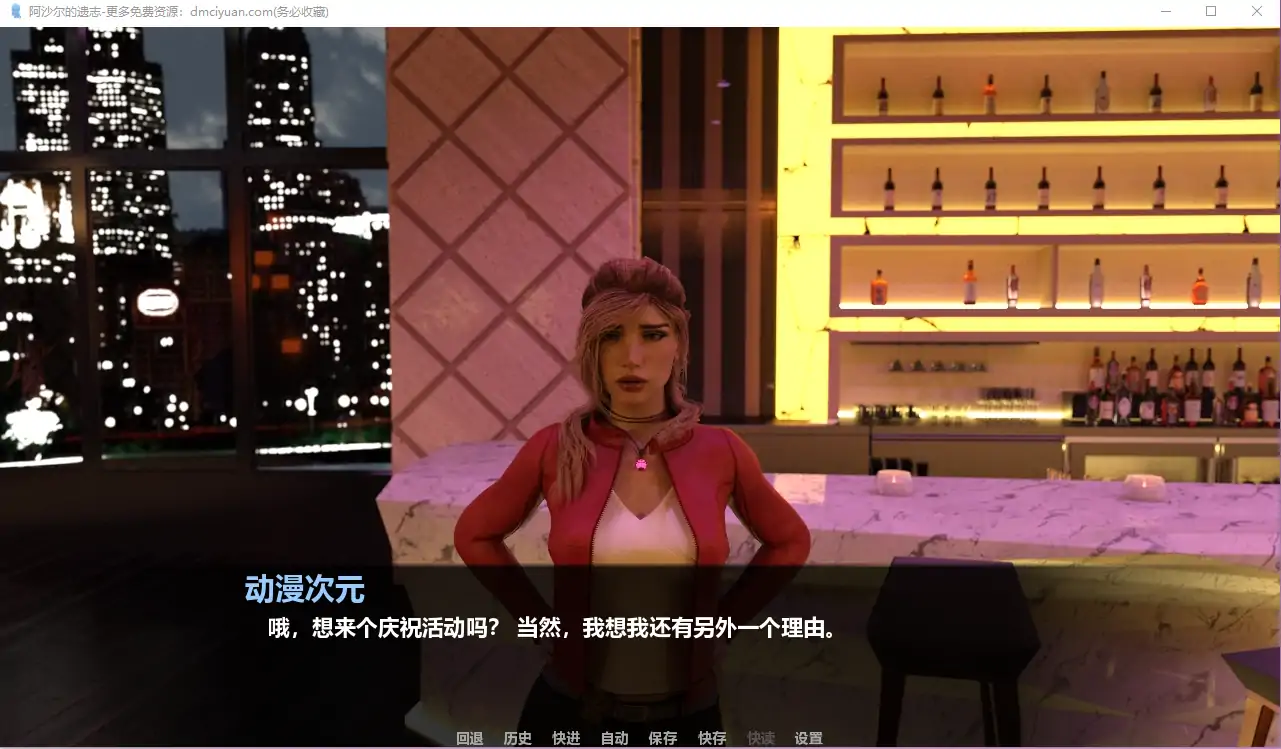 阿沙尔的遗志-更多免费资源：dmciyuan.com(务必收藏)
动漫次元
哦，想来个庆祝活动吗？ 当然，我想我还有另外一个理由。
回退 历史 快进 自动 保存 快存 快读 设置